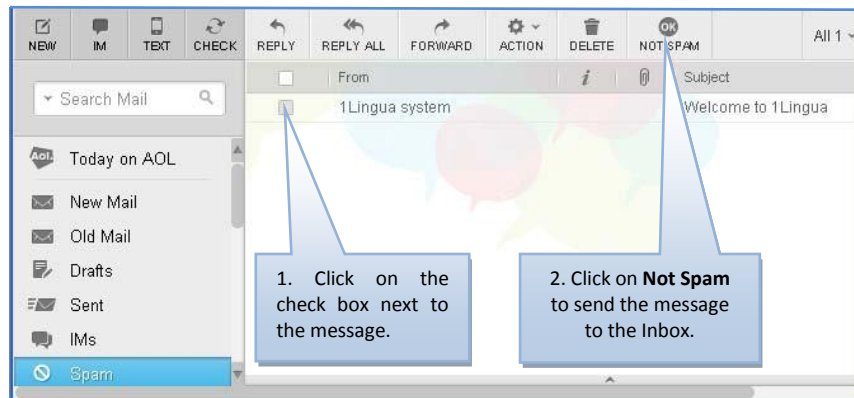 NEW IM TEXT CHECK REPLY REPLY ALL FORWARD ACTION DELETE OK NOT SPAM All 1
From i Subject
Search Mail
1Lingua system Welcome to 1Lingua
Aol. Today on AOL
New Mail
Old Mail
Drafts
Sent
IMs
Spam
1. Click on the
check box next to
the message.
2. Click on Not Spam
to send the message
to the Inbox.